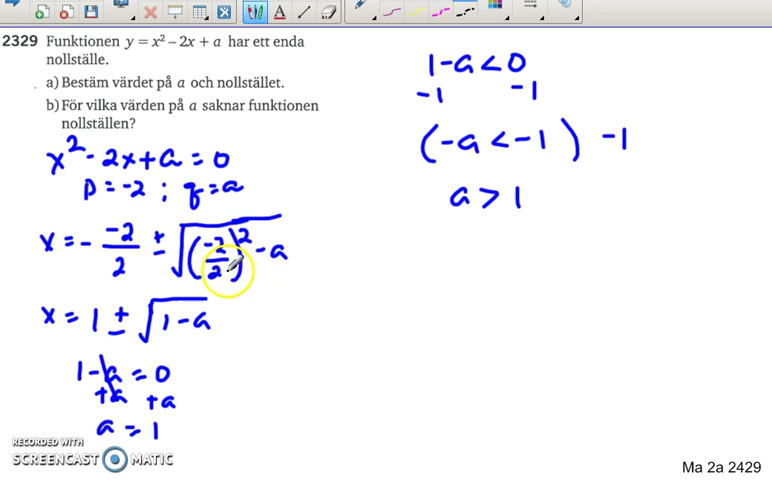 2329 Funktionen y = x² – 2x + a har ett enda
nollställe.
a) Bestäm värdet på a och nollstället.
b) För vilka värden på a saknar funktionen
nollställen?
x² - 2x + a = 0
p = -2 ; q = a
x = - -2/2 ± √((-2/2)² - a)
x = 1 ± √(1 - a)
1 - a = 0
+a +a
a = 1
1 - a < 0
-1 -1
(-a < -1) -1
a > 1
RECORDED WITH
SCREENCAST MATIC
Ma 2a 2429